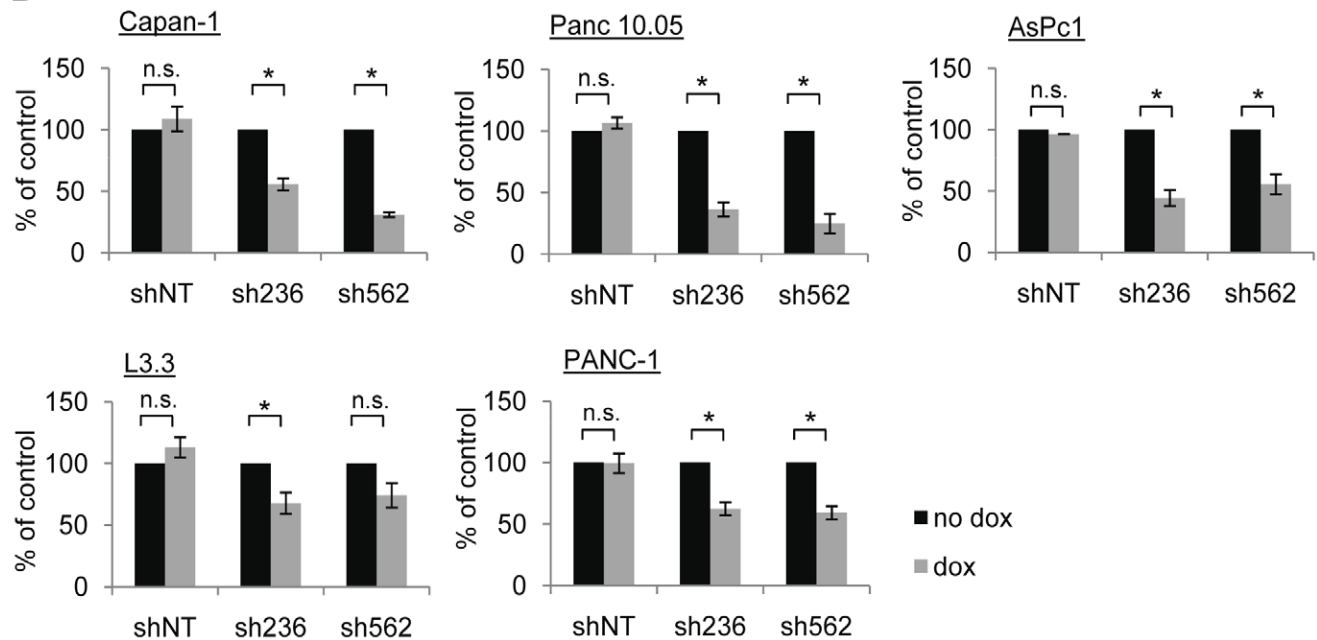 Capan-1
150
100
50
0
% of control
n.s.
*
*
shNT
sh236
sh562
Panc 10.05
150
100
50
0
% of control
n.s.
*
*
shNT
sh236
sh562
AsPc1
150
100
50
0
% of control
n.s.
*
*
shNT
sh236
sh562
L3.3
150
100
50
0
% of control
n.s.
*
n.s.
shNT
sh236
sh562
PANC-1
150
100
50
0
% of control
n.s.
*
*
shNT
sh236
sh562
no dox
dox